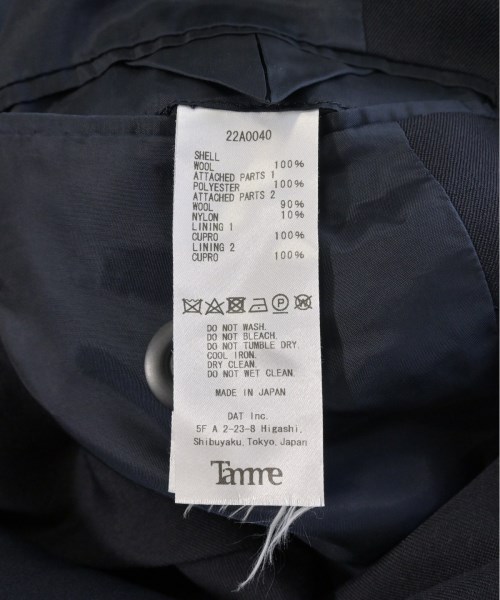 22A0040
SHELL
WOOL 100%
ATTACHED PARTS 1
POLYESTER 100%
ATTACHED PARTS 2
WOOL 90%
NYLON 10%
LINING 1
CUPRO 100%
LINING 2
CUPRO 100%
P W
DO NOT WASH.
DO NOT BLEACH.
DO NOT TUMBLE DRY.
COOL IRON.
DRY CLEAN.
DO NOT WET CLEAN.
MADE IN JAPAN
DAT Inc.
5F A 2-23-8 Higashi,
Shibuyaku, Tokyo, Japan
Tamme